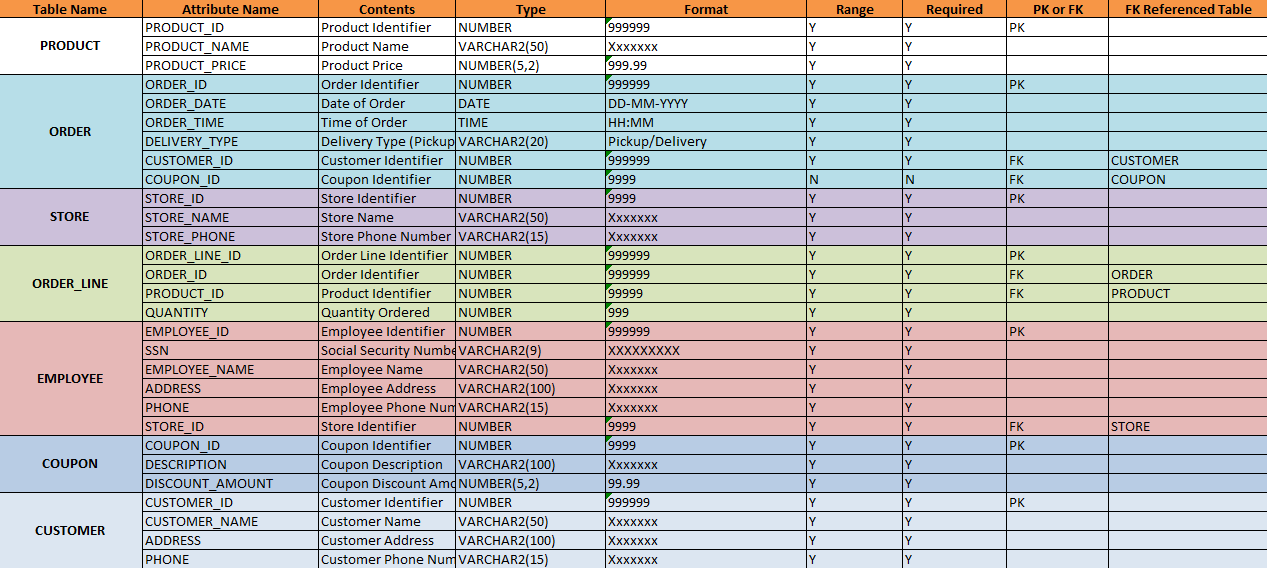 Table Name Attribute Name Contents Type Format Range Required PK or FK FK Referenced Table
PRODUCT
PRODUCT_ID Product Identifier NUMBER 999999 Y Y PK
PRODUCT_NAME Product Name VARCHAR2(50) Xxxxxxx Y Y
PRODUCT_PRICE Product Price NUMBER(5,2) 999.99 Y Y
ORDER
ORDER_ID Order Identifier NUMBER 999999 Y Y PK
ORDER_DATE Date of Order DATE DD-MM-YYYY Y Y
ORDER_TIME Time of Order TIME HH:MM Y Y
DELIVERY_TYPE Delivery Type (Pickup VARCHAR2(20) Pickup/Delivery Y Y
CUSTOMER_ID Customer Identifier NUMBER 999999 Y Y FK CUSTOMER
COUPON_ID Coupon Identifier NUMBER 9999 N N FK COUPON
STORE
STORE_ID Store Identifier NUMBER 9999 Y Y PK
STORE_NAME Store Name VARCHAR2(50) Xxxxxxx Y Y
STORE_PHONE Store Phone Number VARCHAR2(15) Xxxxxxx Y Y
ORDER_LINE
ORDER_LINE_ID Order Line Identifier NUMBER 999999 Y Y PK
ORDER_ID Order Identifier NUMBER 999999 Y Y FK ORDER
PRODUCT_ID Product Identifier NUMBER 99999 Y Y FK PRODUCT
QUANTITY Quantity Ordered NUMBER 999 Y Y
EMPLOYEE
EMPLOYEE_ID Employee Identifier NUMBER 999999 Y Y PK
SSN Social Security Numbe VARCHAR2(9) XXXXXXXXX Y Y
EMPLOYEE_NAME Employee Name VARCHAR2(50) Xxxxxxx Y Y
ADDRESS Employee Address VARCHAR2(100) Xxxxxxx Y Y
PHONE Employee Phone Num VARCHAR2(15) Xxxxxxx Y Y
STORE_ID Store Identifier NUMBER 9999 Y Y FK STORE
COUPON
COUPON_ID Coupon Identifier NUMBER 9999 Y Y PK
DESCRIPTION Coupon Description VARCHAR2(100) Xxxxxxx Y Y
DISCOUNT_AMOUNT Coupon Discount Amo NUMBER(5,2) 99.99 Y Y
CUSTOMER
CUSTOMER_ID Customer Identifier NUMBER 999999 Y Y PK
CUSTOMER_NAME Customer Name VARCHAR2(50) Xxxxxxx Y Y
ADDRESS Customer Address VARCHAR2(100) Xxxxxxx Y Y
PHONE Customer Phone Num VARCHAR2(15) Xxxxxxx Y Y